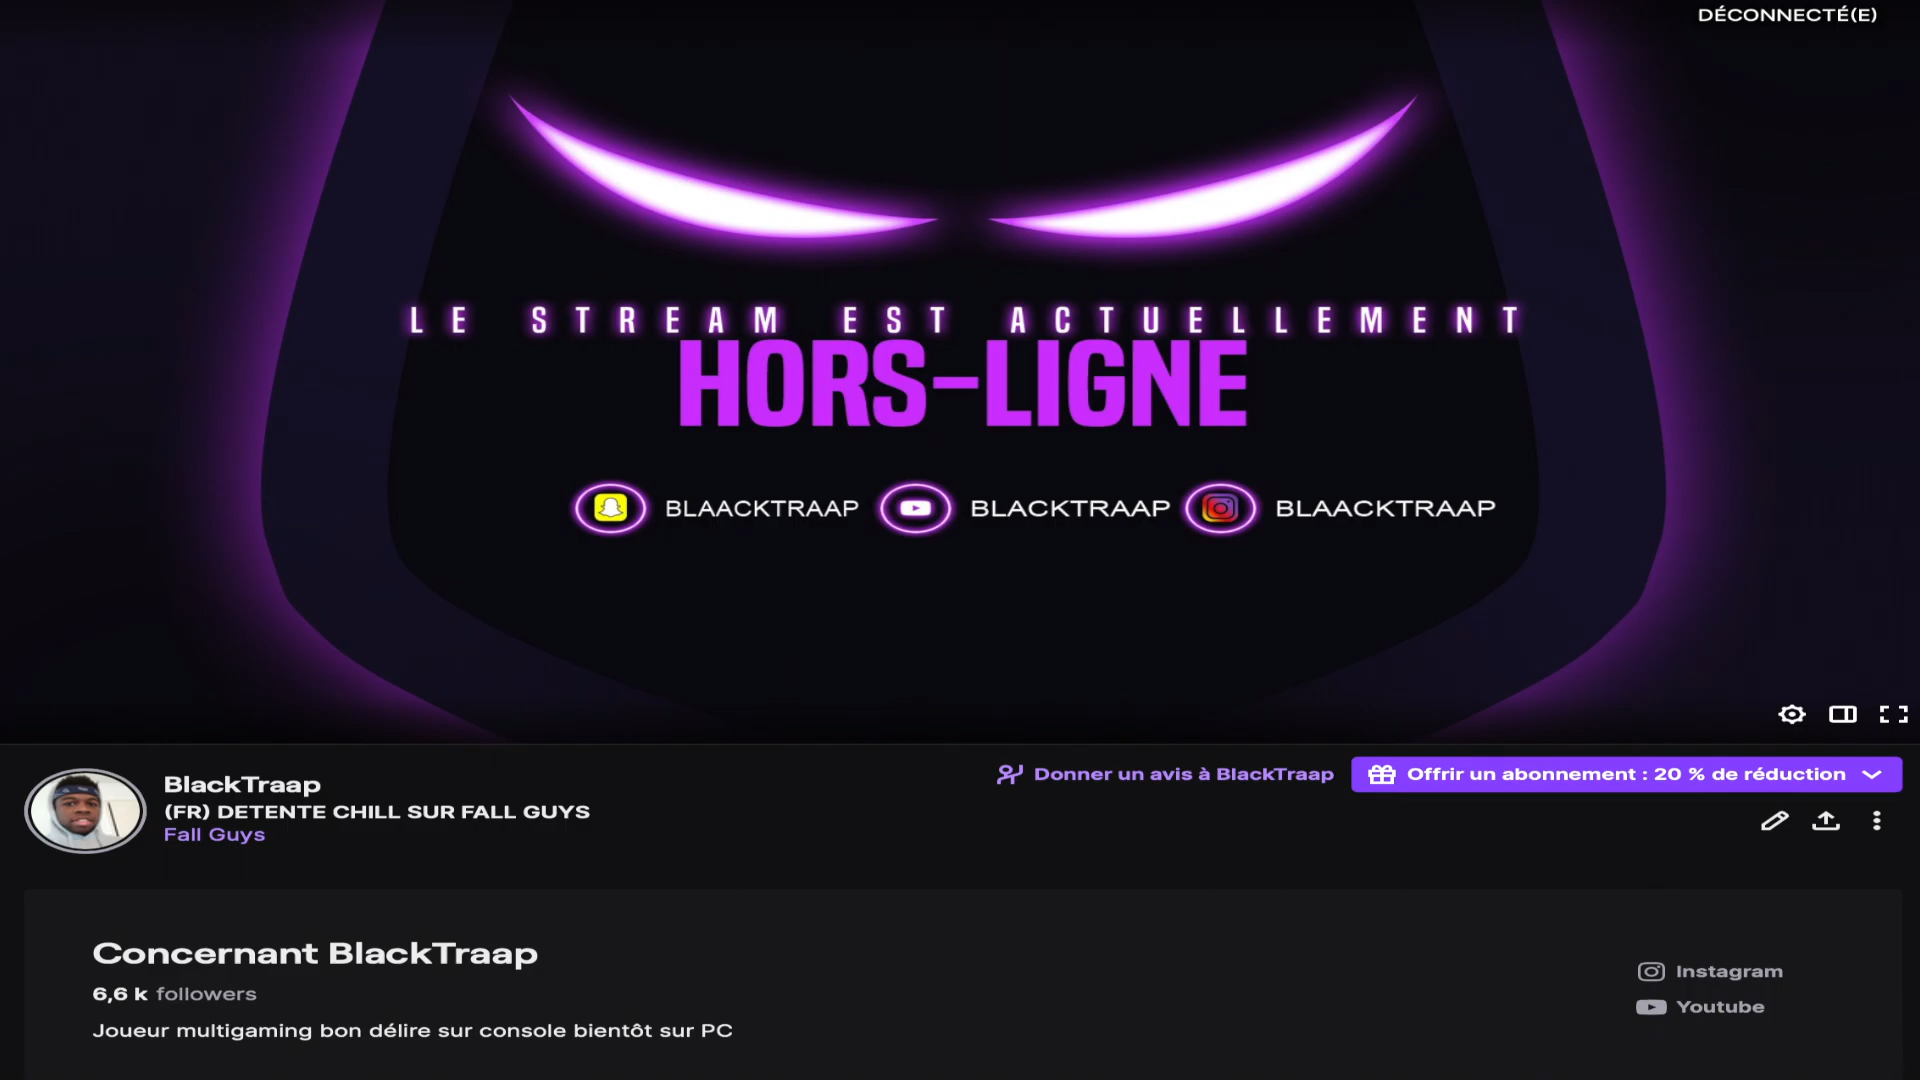 DÉCONNECTÉ(E)
LE STREAM EST ACTUELLEMENT
HORS-LIGNE
BLAACKTRAAP BLACKTRAAP BLAACKTRAAP
BlackTraap
(FR) DETENTE CHILL SUR FALL GUYS
Fall Guys
Donner un avis à BlackTraap
Offrir un abonnement : 20 % de réduction
Concernant BlackTraap
6,6 k followers
Joueur multigaming bon délire sur console bientôt sur PC
Instagram
Youtube